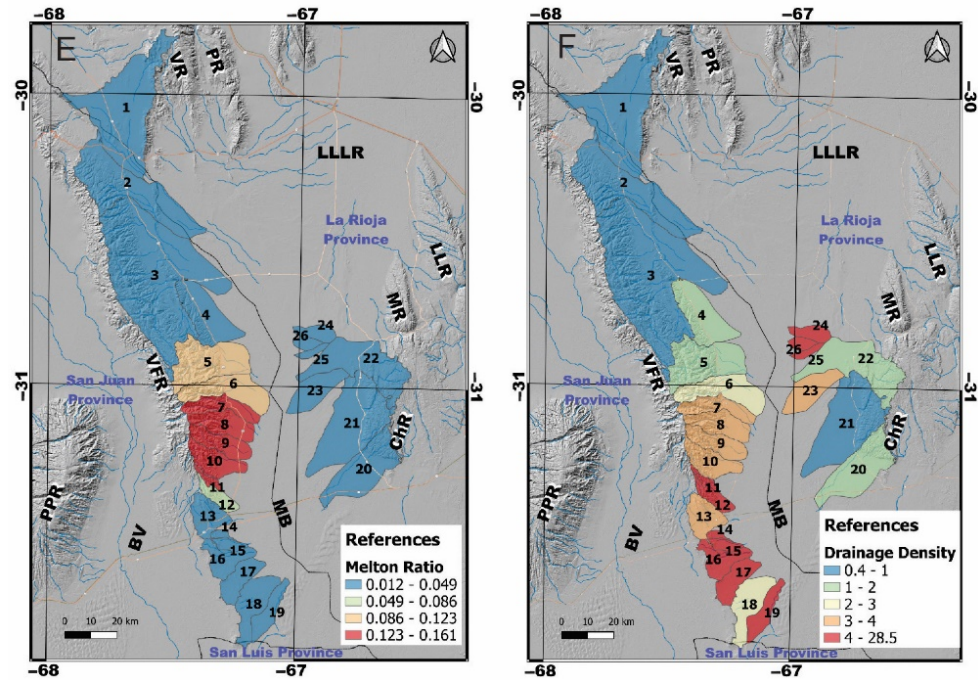 −68 −67
E
VR
PR
−30
−30
1
LLLR
2
La Rioja
Province
LLR
3
MR
4
24
26
5
25
22
VFR
6
23
−31
−31
San Juan
Province
7
8
21
ChR
9
10
20
11
12
PPR
13
MB
14
BV
15
16
17
18
19
References
Melton Ratio
0.012 - 0.049
0.049 - 0.086
0.086 - 0.123
0.123 - 0.161
0 10 20 km
San Luis Province
−68 −67
−68 −67
F
VR
PR
−30
−30
1
LLLR
2
La Rioja
Province
LLR
3
MR
4
24
26
5
25
22
VFR
6
23
−31
−31
San Juan
Province
7
8
21
ChR
9
10
20
11
12
PPR
13
MB
14
BV
15
16
17
18
19
References
Drainage Density
0.4 - 1
1 - 2
2 - 3
3 - 4
4 - 28.5
0 10 20 km
San Luis Province
−68 −67